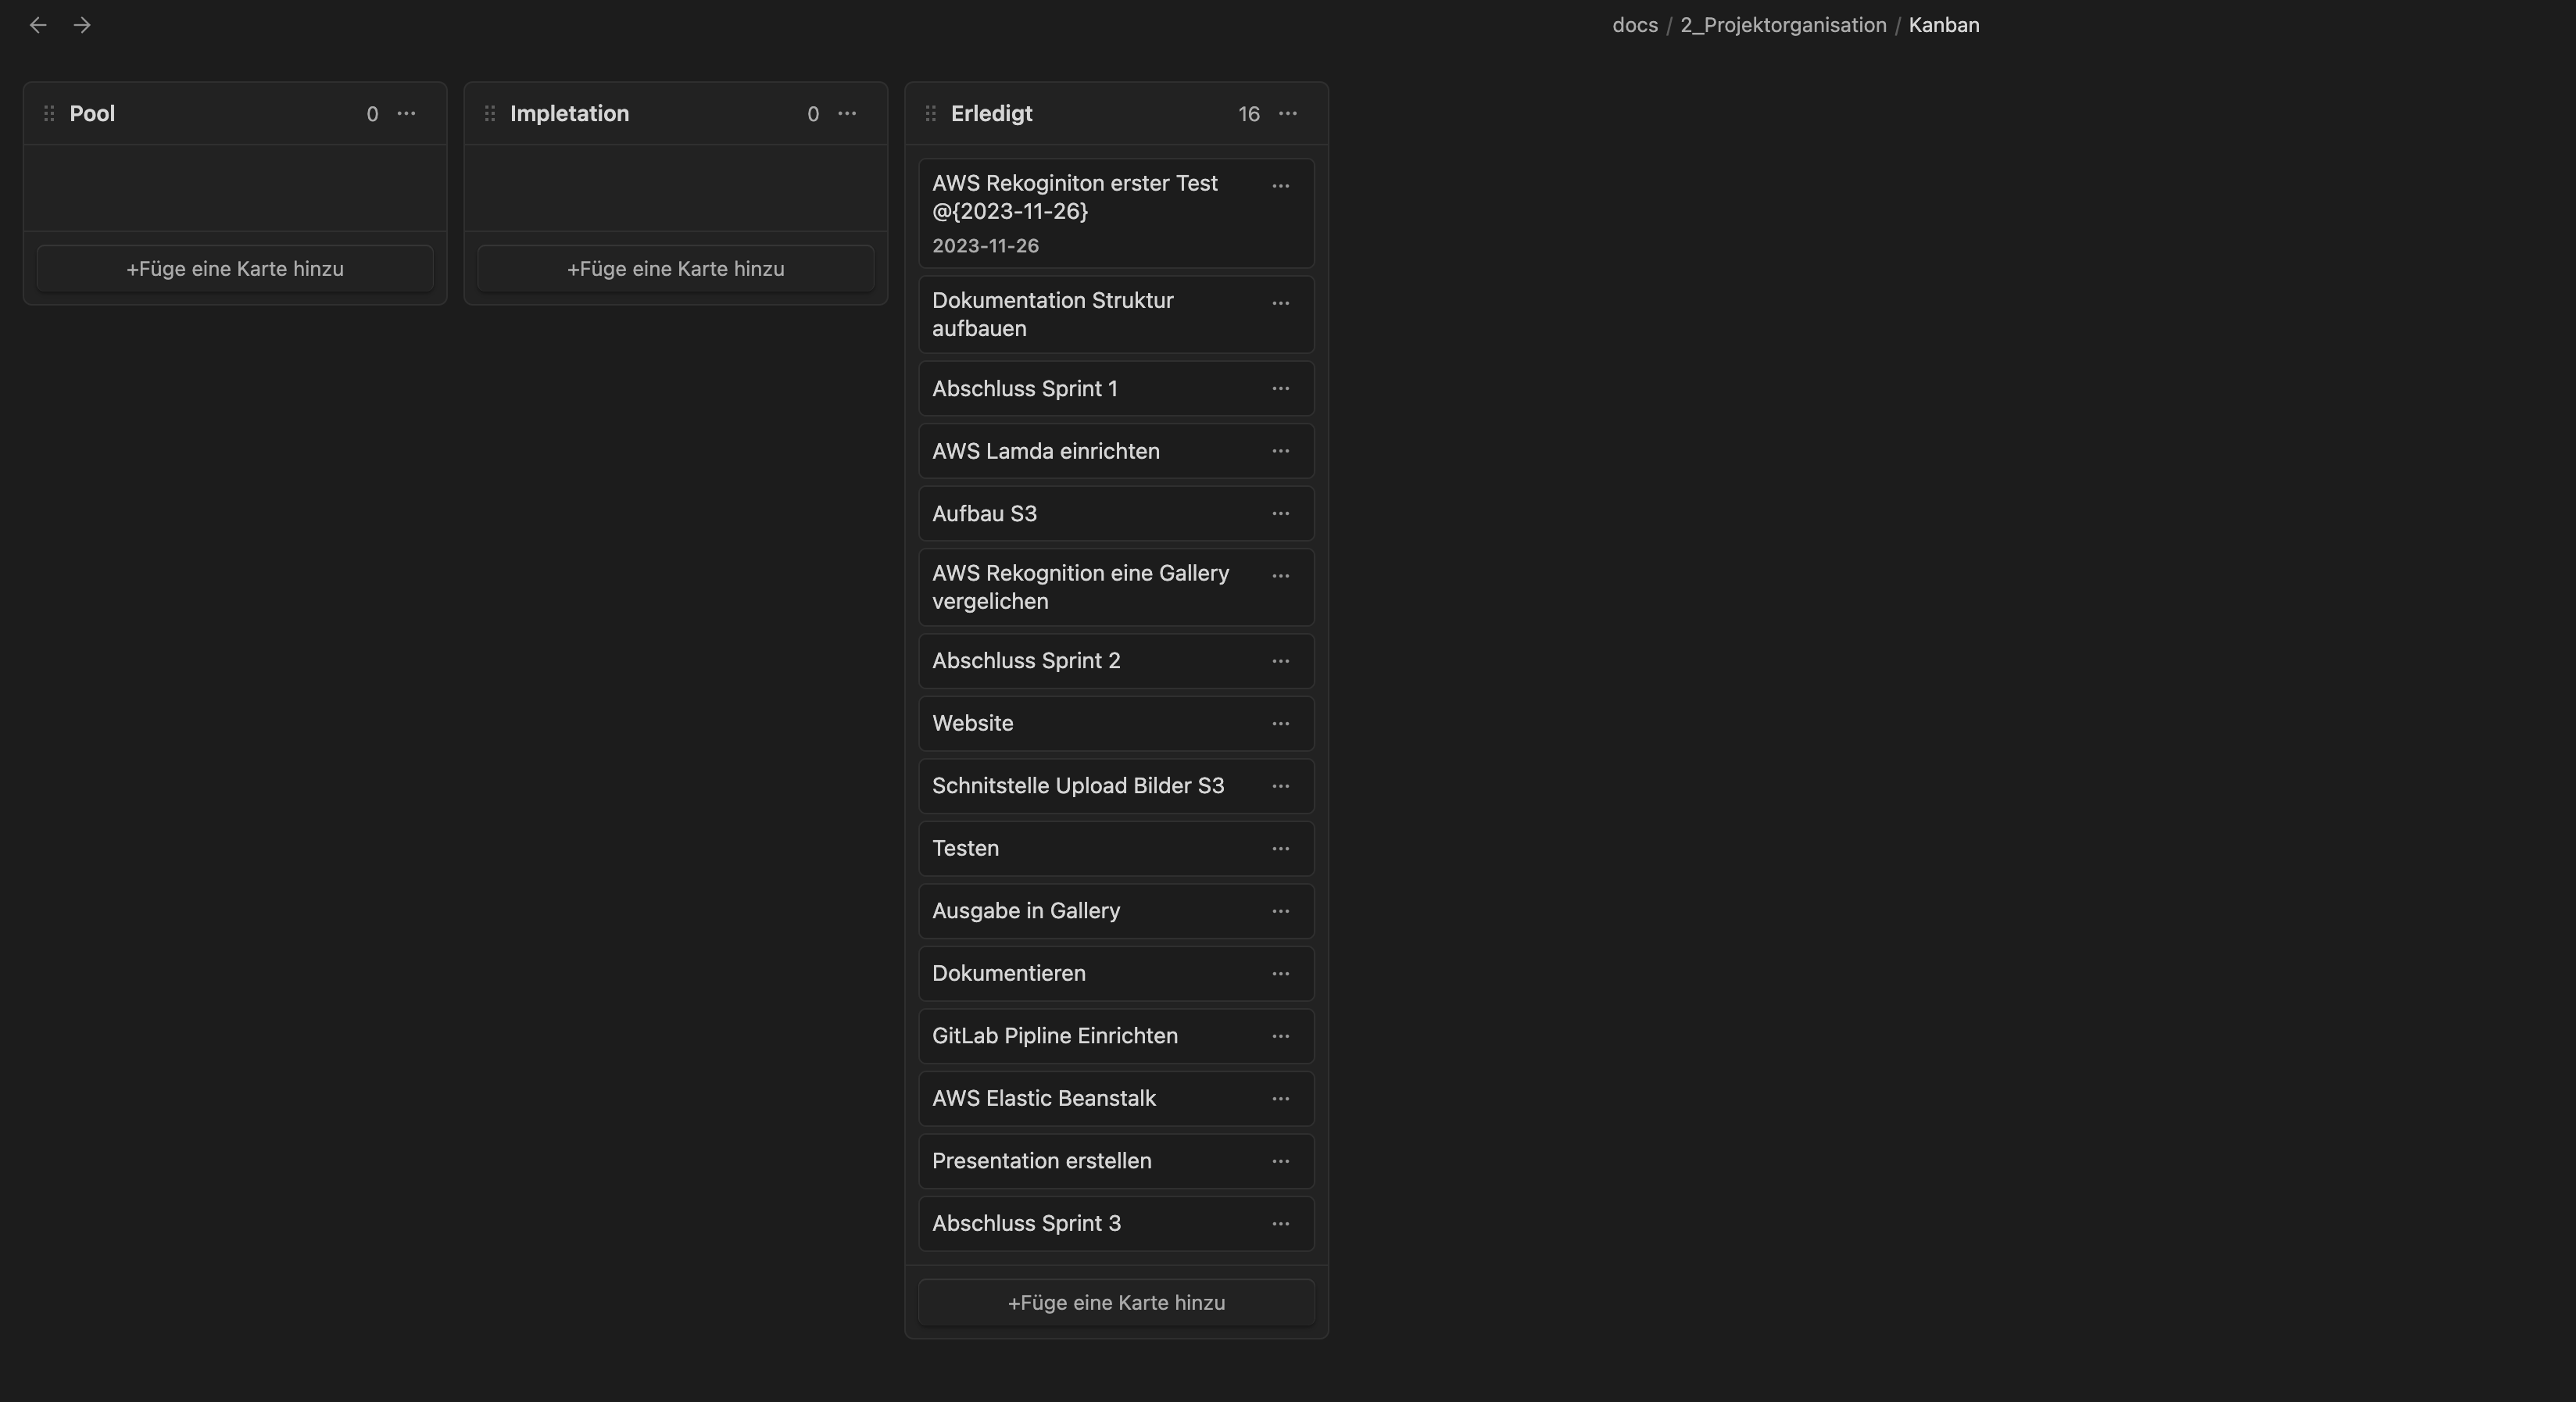 docs / 2_Projektorganisation / Kanban
Pool 0
+Füge eine Karte hinzu
Impletation 0
+Füge eine Karte hinzu
Erledigt 16
AWS Rekoginiton erster Test
@{2023-11-26}
2023-11-26
Dokumentation Struktur
aufbauen
Abschluss Sprint 1
AWS Lamda einrichten
Aufbau S3
AWS Rekognition eine Gallery
vergelichen
Abschluss Sprint 2
Website
Schnitstelle Upload Bilder S3
Testen
Ausgabe in Gallery
Dokumentieren
GitLab Pipline Einrichten
AWS Elastic Beanstalk
Presentation erstellen
Abschluss Sprint 3
+Füge eine Karte hinzu